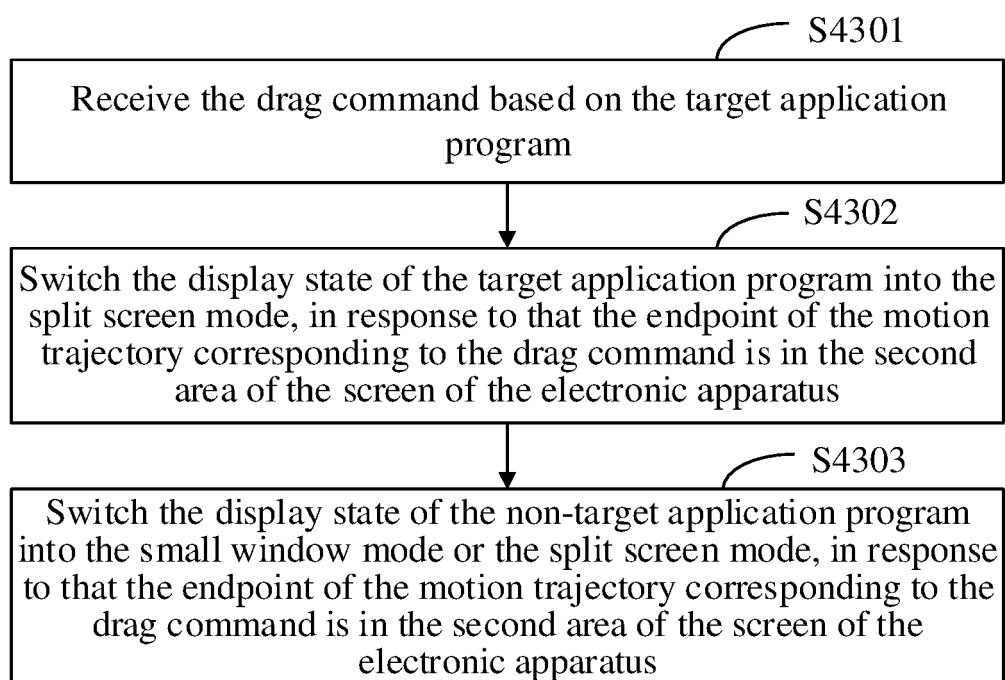 S4301
Receive the drag command based on the target application
program
S4302
Switch the display state of the target application program into the
split screen mode, in response to that the endpoint of the motion
trajectory corresponding to the drag command is in the second
area of the screen of the electronic apparatus
S4303
Switch the display state of the non-target application program
into the small window mode or the split screen mode, in response
to that the endpoint of the motion trajectory corresponding to the
drag command is in the second area of the screen of the
electronic apparatus